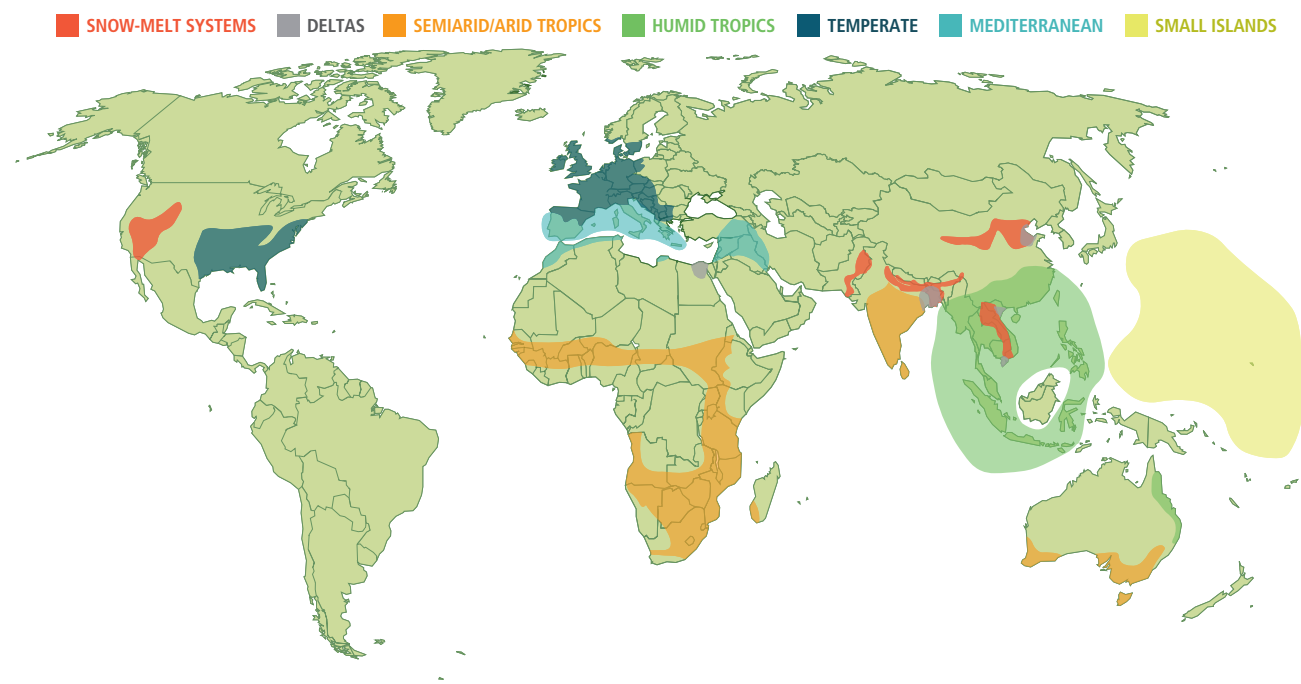 SNOW-MELT SYSTEMS DELTAS SEMIARID/ARID TROPICS HUMID TROPICS TEMPERATE MEDITERRANEAN SMALL ISLANDS